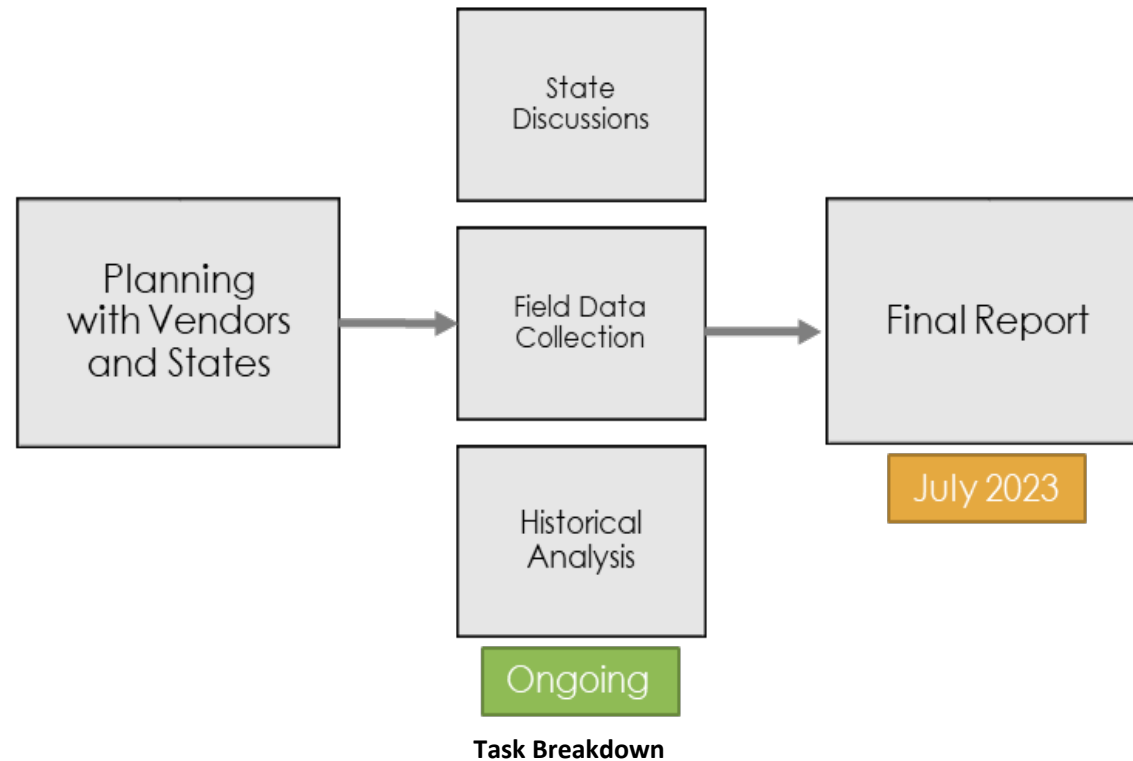 State
Discussions
Planning
with Vendors
and States
Field Data
Collection
Final Report
July 2023
Historical
Analysis
Ongoing
Task Breakdown